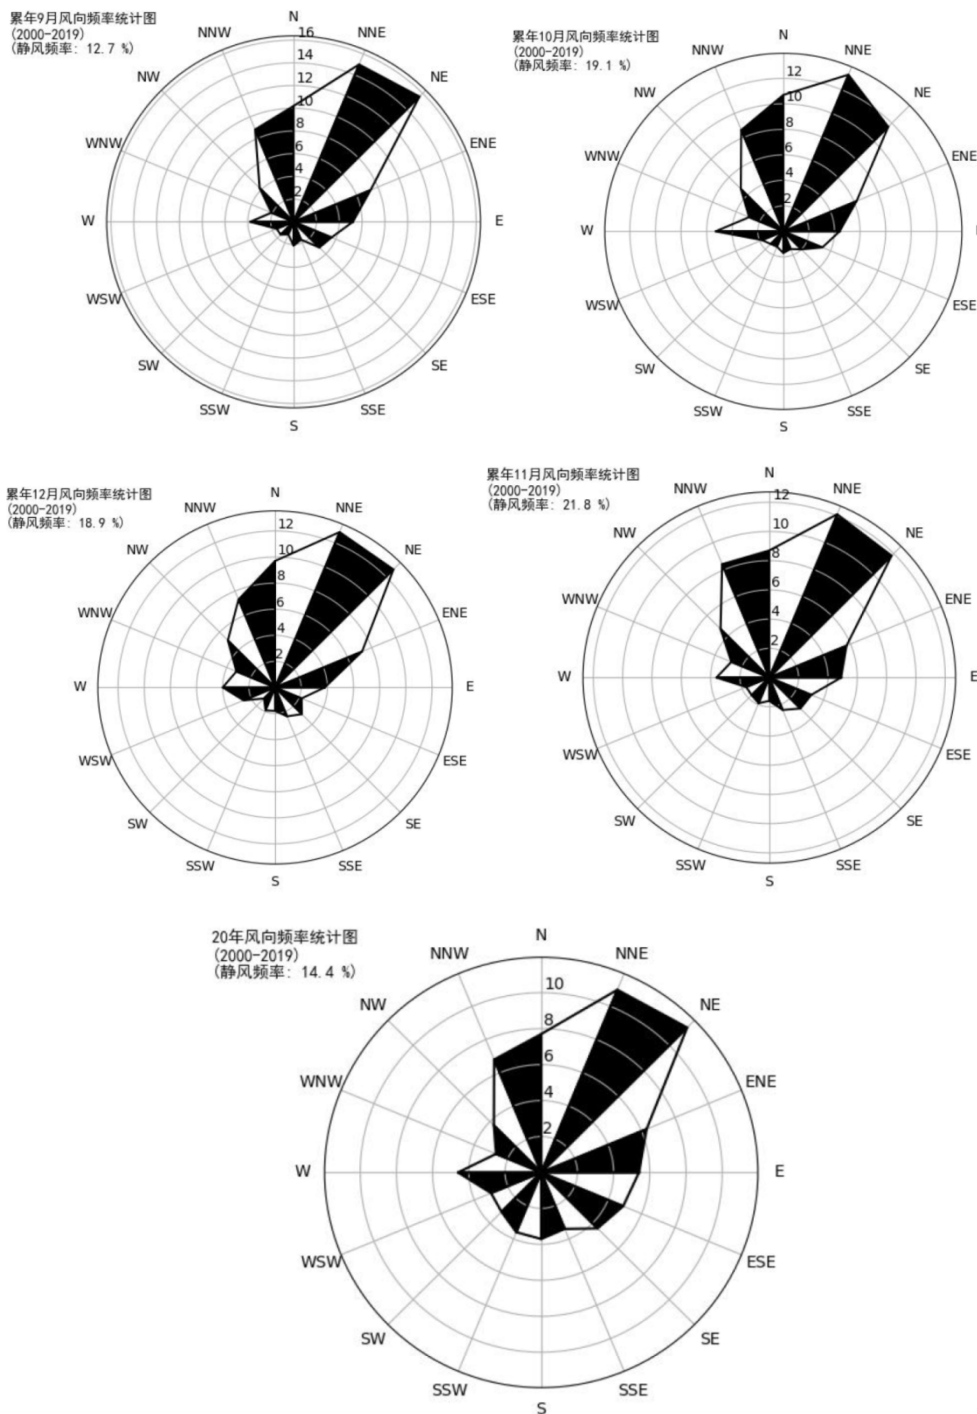 累年9月风向频率统计图
(2000-2019)
(静风频率: 12.7 %)
N
NNE
NE
ENE
E
ESE
SE
SSE
S
SSW
SW
WSW
W
WNW
NW
NNW
16
14
12
10
8
6
4
2
累年10月风向频率统计图
(2000-2019)
(静风频率: 19.1 %)
N
NNE
NE
ENE
ESE
SE
SSE
S
SSW
SW
WSW
W
WNW
NW
NNW
12
10
8
6
4
2
累年12月风向频率统计图
(2000-2019)
(静风频率: 18.9 %)
N
NNE
NE
ENE
E
ESE
SE
SSE
S
SSW
SW
WSW
W
WNW
NW
NNW
12
10
8
6
4
2
累年11月风向频率统计图
(2000-2019)
(静风频率: 21.8 %)
N
NNE
NE
ENE
E
ESE
SE
SSE
S
SSW
SW
WSW
W
WNW
NW
NNW
12
10
8
6
4
2
20年风向频率统计图
(2000-2019)
(静风频率: 14.4 %)
N
NNE
NE
ENE
E
ESE
SE
SSE
S
SSW
SW
WSW
W
WNW
NW
NNW
10
8
6
4
2